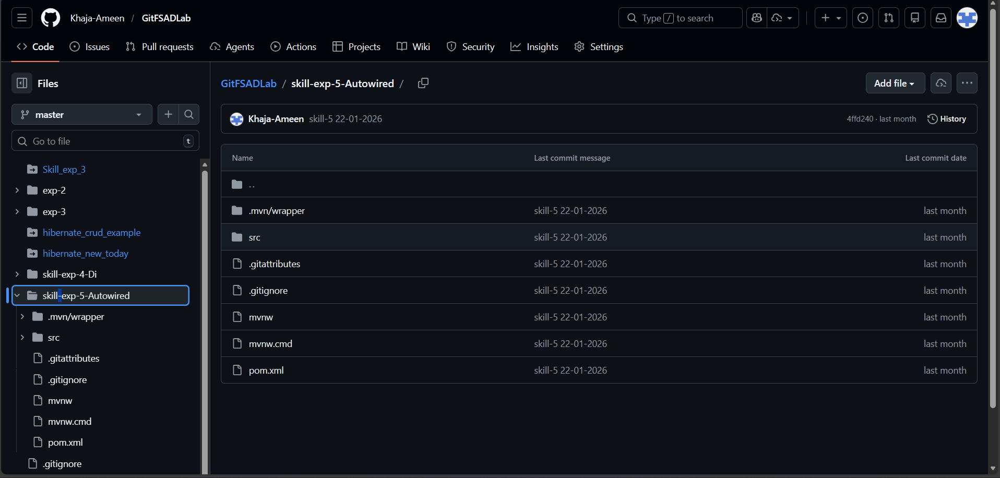 Khaja-Ameen / GitFSADLab
Type / to search
Code Issues Pull requests Agents Actions Projects Wiki Security Insights Settings
Files
master
Go to file t
Skill_exp_3
exp-2
exp-3
hibernate_crud_example
hibernate_new_today
skill-exp-4-Di
skill-exp-5-Autowired
.mvn/wrapper
src
.gitattributes
.gitignore
mvnw
mvnw.cmd
pom.xml
.gitignore
GitFSADLab / skill-exp-5-Autowired /
Add file
Khaja-Ameen skill-5 22-01-2026 4ffd240 · last month History
Name Last commit message Last commit date
..
.mvn/wrapper skill-5 22-01-2026 last month
src skill-5 22-01-2026 last month
.gitattributes skill-5 22-01-2026 last month
.gitignore skill-5 22-01-2026 last month
mvnw skill-5 22-01-2026 last month
mvnw.cmd skill-5 22-01-2026 last month
pom.xml skill-5 22-01-2026 last month